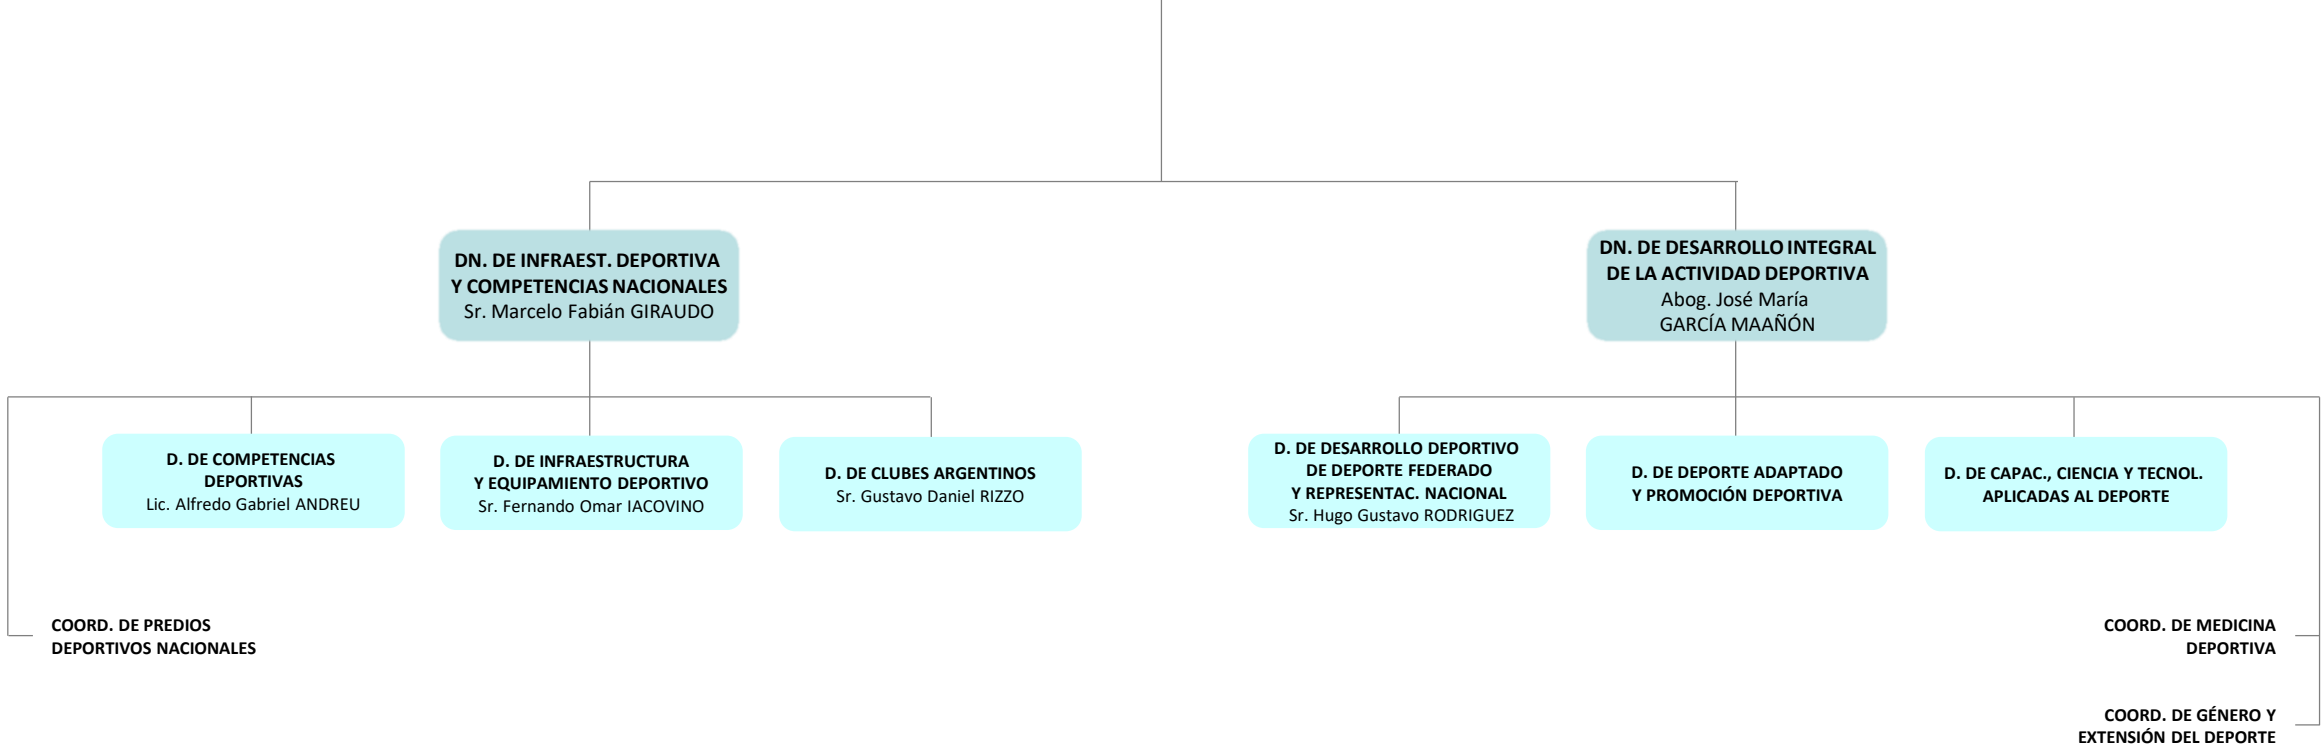 DN. DE INFRAEST. DEPORTIVA
Y COMPETENCIAS NACIONALES
Sr. Marcelo Fabián GIRAUDO
DN. DE DESARROLLO INTEGRAL
DE LA ACTIVIDAD DEPORTIVA
Abog. José María
GARCÍA MAAÑÓN
D. DE COMPETENCIAS
DEPORTIVAS
Lic. Alfredo Gabriel ANDREU
D. DE INFRAESTRUCTURA
Y EQUIPAMIENTO DEPORTIVO
Sr. Fernando Omar IACOVINO
D. DE CLUBES ARGENTINOS
Sr. Gustavo Daniel RIZZO
D. DE DESARROLLO DEPORTIVO
DE DEPORTE FEDERADO
Y REPRESENTAC. NACIONAL
Sr. Hugo Gustavo RODRIGUEZ
D. DE DEPORTE ADAPTADO
Y PROMOCIÓN DEPORTIVA
D. DE CAPAC., CIENCIA Y TECNOL.
APLICADAS AL DEPORTE
COORD. DE PREDIOS
DEPORTIVOS NACIONALES
COORD. DE MEDICINA
DEPORTIVA
COORD. DE GÉNERO Y
EXTENSIÓN DEL DEPORTE